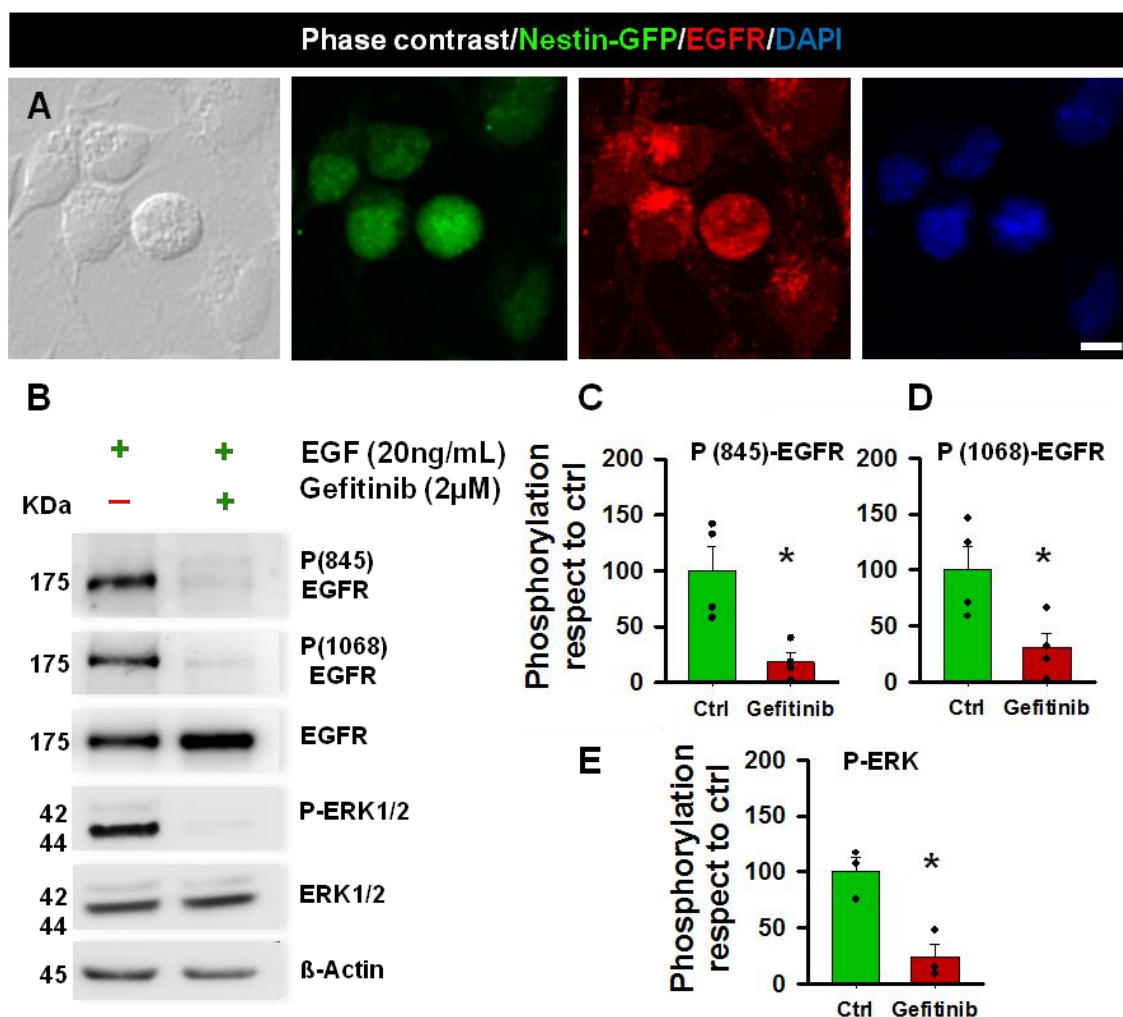 Phase contrast/Nestin-GFP/EGFR/DAPI
A
B
+ +
EGF (20ng/mL)
KDa − +
Gefitinib (2µM)
175
P(845)
EGFR
175
P(1068)
EGFR
175
EGFR
42
44
P-ERK1/2
42
44
ERK1/2
45
ß-Actin
C
P (845)-EGFR
Phosphorylation
respect to ctrl
200
150
100
50
0
*
Ctrl Gefitinib
D
P (1068)-EGFR
200
150
100
50
0
*
Ctrl Gefitinib
E
P-ERK
Phosphorylation
respect to ctrl
200
150
100
50
0
*
Ctrl Gefitinib